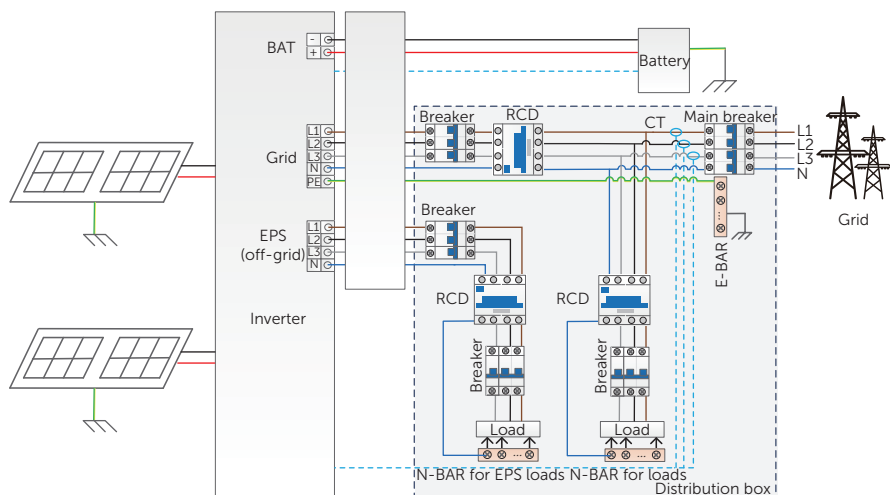 BAT
-
+
Battery
Breaker
RCD
CT
Main breaker
L1
L2
L3
N
Grid
L1
L2
L3
N
PE
Grid
Breaker
EPS
(off-grid)
L1
L2
L3
N
E-BAR
...
RCD
RCD
Inverter
Breaker
Breaker
Load
Load
...
...
N-BAR for EPS loads
N-BAR for loads
Distribution box